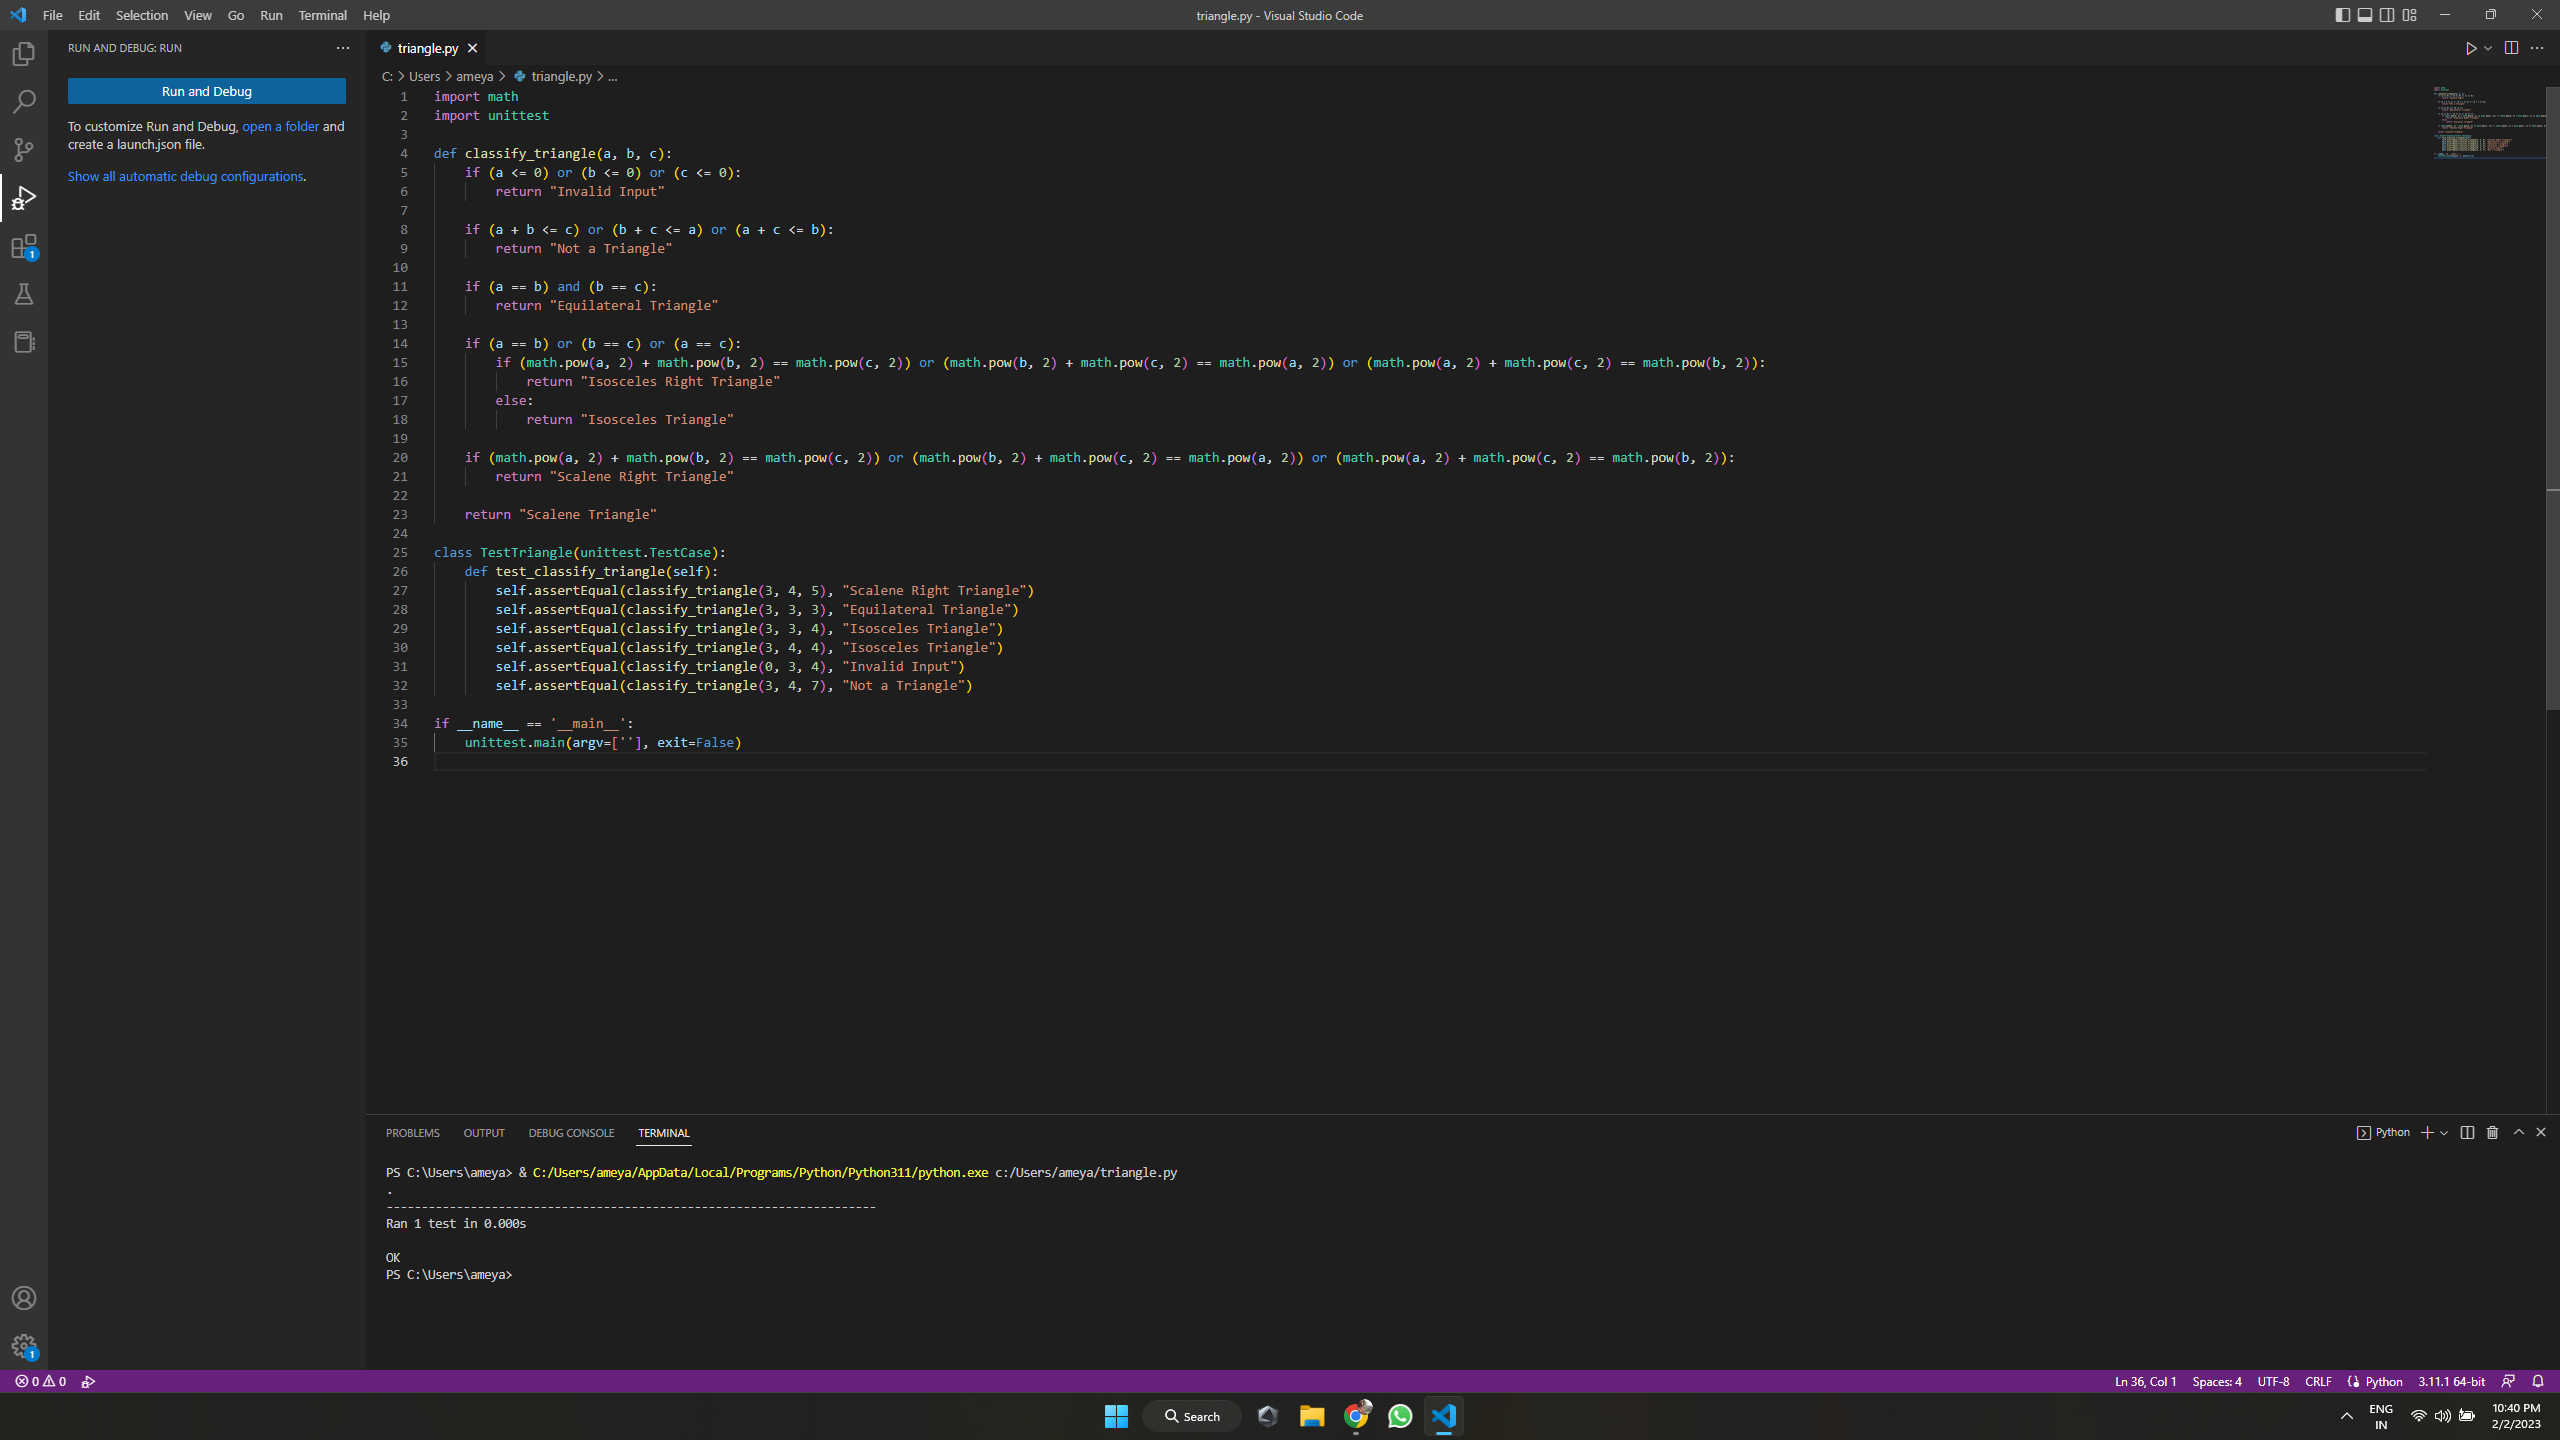 File Edit Selection View Go Run Terminal Help
triangle.py - Visual Studio Code
RUN AND DEBUG: RUN
Run and Debug
To customize Run and Debug, open a folder and
create a launch.json file.
Show all automatic debug configurations.
triangle.py
C: > Users > ameya > triangle.py > ...
1 import math
2 import unittest
3
4 def classify_triangle(a, b, c):
5     if (a <= 0) or (b <= 0) or (c <= 0):
6         return "Invalid Input"
7
8     if (a + b <= c) or (b + c <= a) or (a + c <= b):
9         return "Not a Triangle"
10
11     if (a == b) and (b == c):
12         return "Equilateral Triangle"
13
14     if (a == b) or (b == c) or (a == c):
15         if (math.pow(a, 2) + math.pow(b, 2) == math.pow(c, 2)) or (math.pow(b, 2) + math.pow(c, 2) == math.pow(a, 2)) or (math.pow(a, 2) + math.pow(c, 2) == math.pow(b, 2)):
16             return "Isosceles Right Triangle"
17         else:
18             return "Isosceles Triangle"
19
20     if (math.pow(a, 2) + math.pow(b, 2) == math.pow(c, 2)) or (math.pow(b, 2) + math.pow(c, 2) == math.pow(a, 2)) or (math.pow(a, 2) + math.pow(c, 2) == math.pow(b, 2)):
21         return "Scalene Right Triangle"
22
23     return "Scalene Triangle"
24
25 class TestTriangle(unittest.TestCase):
26     def test_classify_triangle(self):
27         self.assertEqual(classify_triangle(3, 4, 5), "Scalene Right Triangle")
28         self.assertEqual(classify_triangle(3, 3, 3), "Equilateral Triangle")
29         self.assertEqual(classify_triangle(3, 3, 4), "Isosceles Triangle")
30         self.assertEqual(classify_triangle(3, 4, 4), "Isosceles Triangle")
31         self.assertEqual(classify_triangle(0, 3, 4), "Invalid Input")
32         self.assertEqual(classify_triangle(3, 4, 7), "Not a Triangle")
33
34 if __name__ == '__main__':
35     unittest.main(argv=[''], exit=False)
36
1
PROBLEMS OUTPUT DEBUG CONSOLE TERMINAL
Python
PS C:\Users\ameya> & C:/Users/ameya/AppData/Local/Programs/Python/Python311/python.exe c:/Users/ameya/triangle.py
.
----------------------------------------------------------------------
Ran 1 test in 0.000s
OK
PS C:\Users\ameya>
1
0 0
Ln 36, Col 1 Spaces: 4 UTF-8 CRLF Python 3.11.1 64-bit
Search
ENG
IN
10:40 PM
2/2/2023